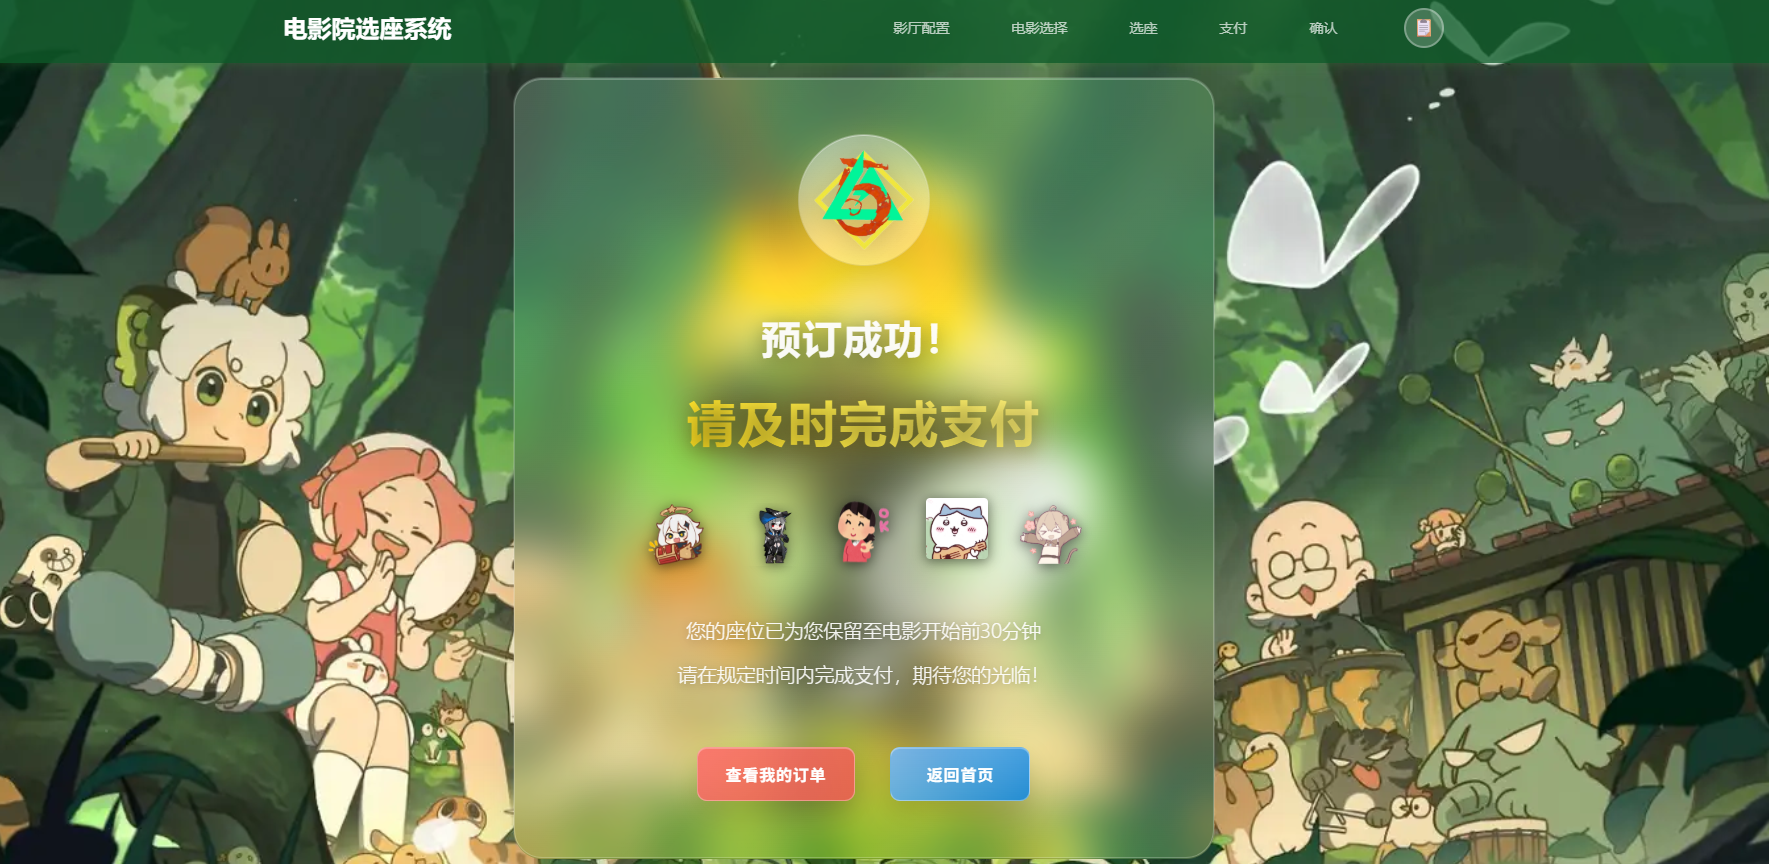 电影院选座系统
影厅配置
电影选择
选座
支付
确认
预订成功！
请及时完成支付
OK
王
您的座位已为您保留至电影开始前30分钟
请在规定时间内完成支付，期待您的光临！
查看我的订单
返回首页